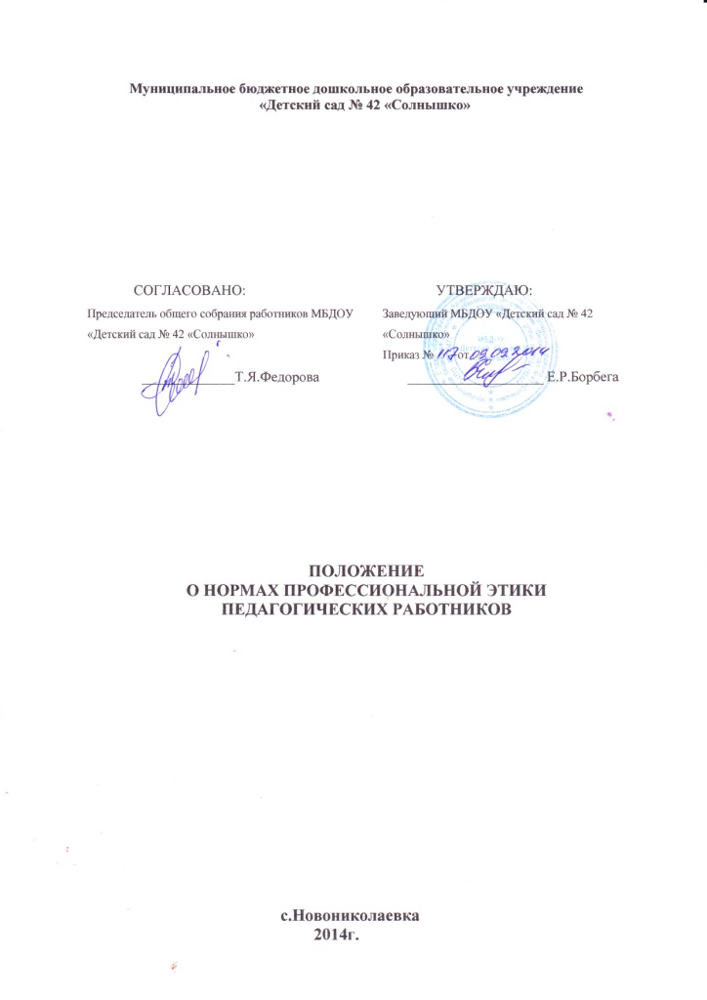 Муниципальное бюджетное дошкольное образовательное учреждение
«Детский сад № 42 «Солнышко»
СОГЛАСОВАНО:
Председатель общего собрания работников МБДОУ
«Детский сад № 42 «Солнышко»
Т.Я.Федорова
УТВЕРЖДАЮ:
Заведующий МБДОУ «Детский сад № 42
«Солнышко»
Приказ № 117 от 09.09.2014
Е.Р.Борбега
ПОЛОЖЕНИЕ
О НОРМАХ ПРОФЕССИОНАЛЬНОЙ ЭТИКИ
ПЕДАГОГИЧЕСКИХ РАБОТНИКОВ
с.Новониколаевка
2014г.